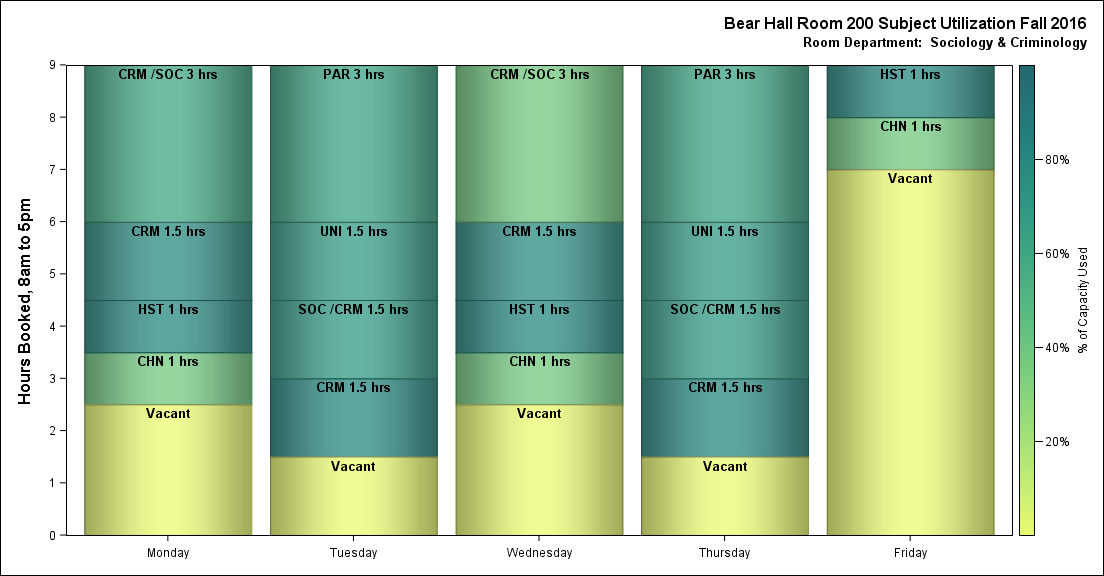 Bear Hall Room 200 Subject Utilization Fall 2016
Room Department: Sociology & Criminology
Hours Booked, 8am to 5pm
9
8
7
6
5
4
3
2
1
0
CRM /SOC 3 hrs
CRM 1.5 hrs
HST 1 hrs
CHN 1 hrs
Vacant
Monday
PAR 3 hrs
UNI 1.5 hrs
SOC /CRM 1.5 hrs
CRM 1.5 hrs
Vacant
Tuesday
CRM /SOC 3 hrs
CRM 1.5 hrs
HST 1 hrs
CHN 1 hrs
Vacant
Wednesday
PAR 3 hrs
UNI 1.5 hrs
SOC /CRM 1.5 hrs
CRM 1.5 hrs
Vacant
Thursday
HST 1 hrs
CHN 1 hrs
Vacant
Friday
80%
60%
40%
20%
% of Capacity Used